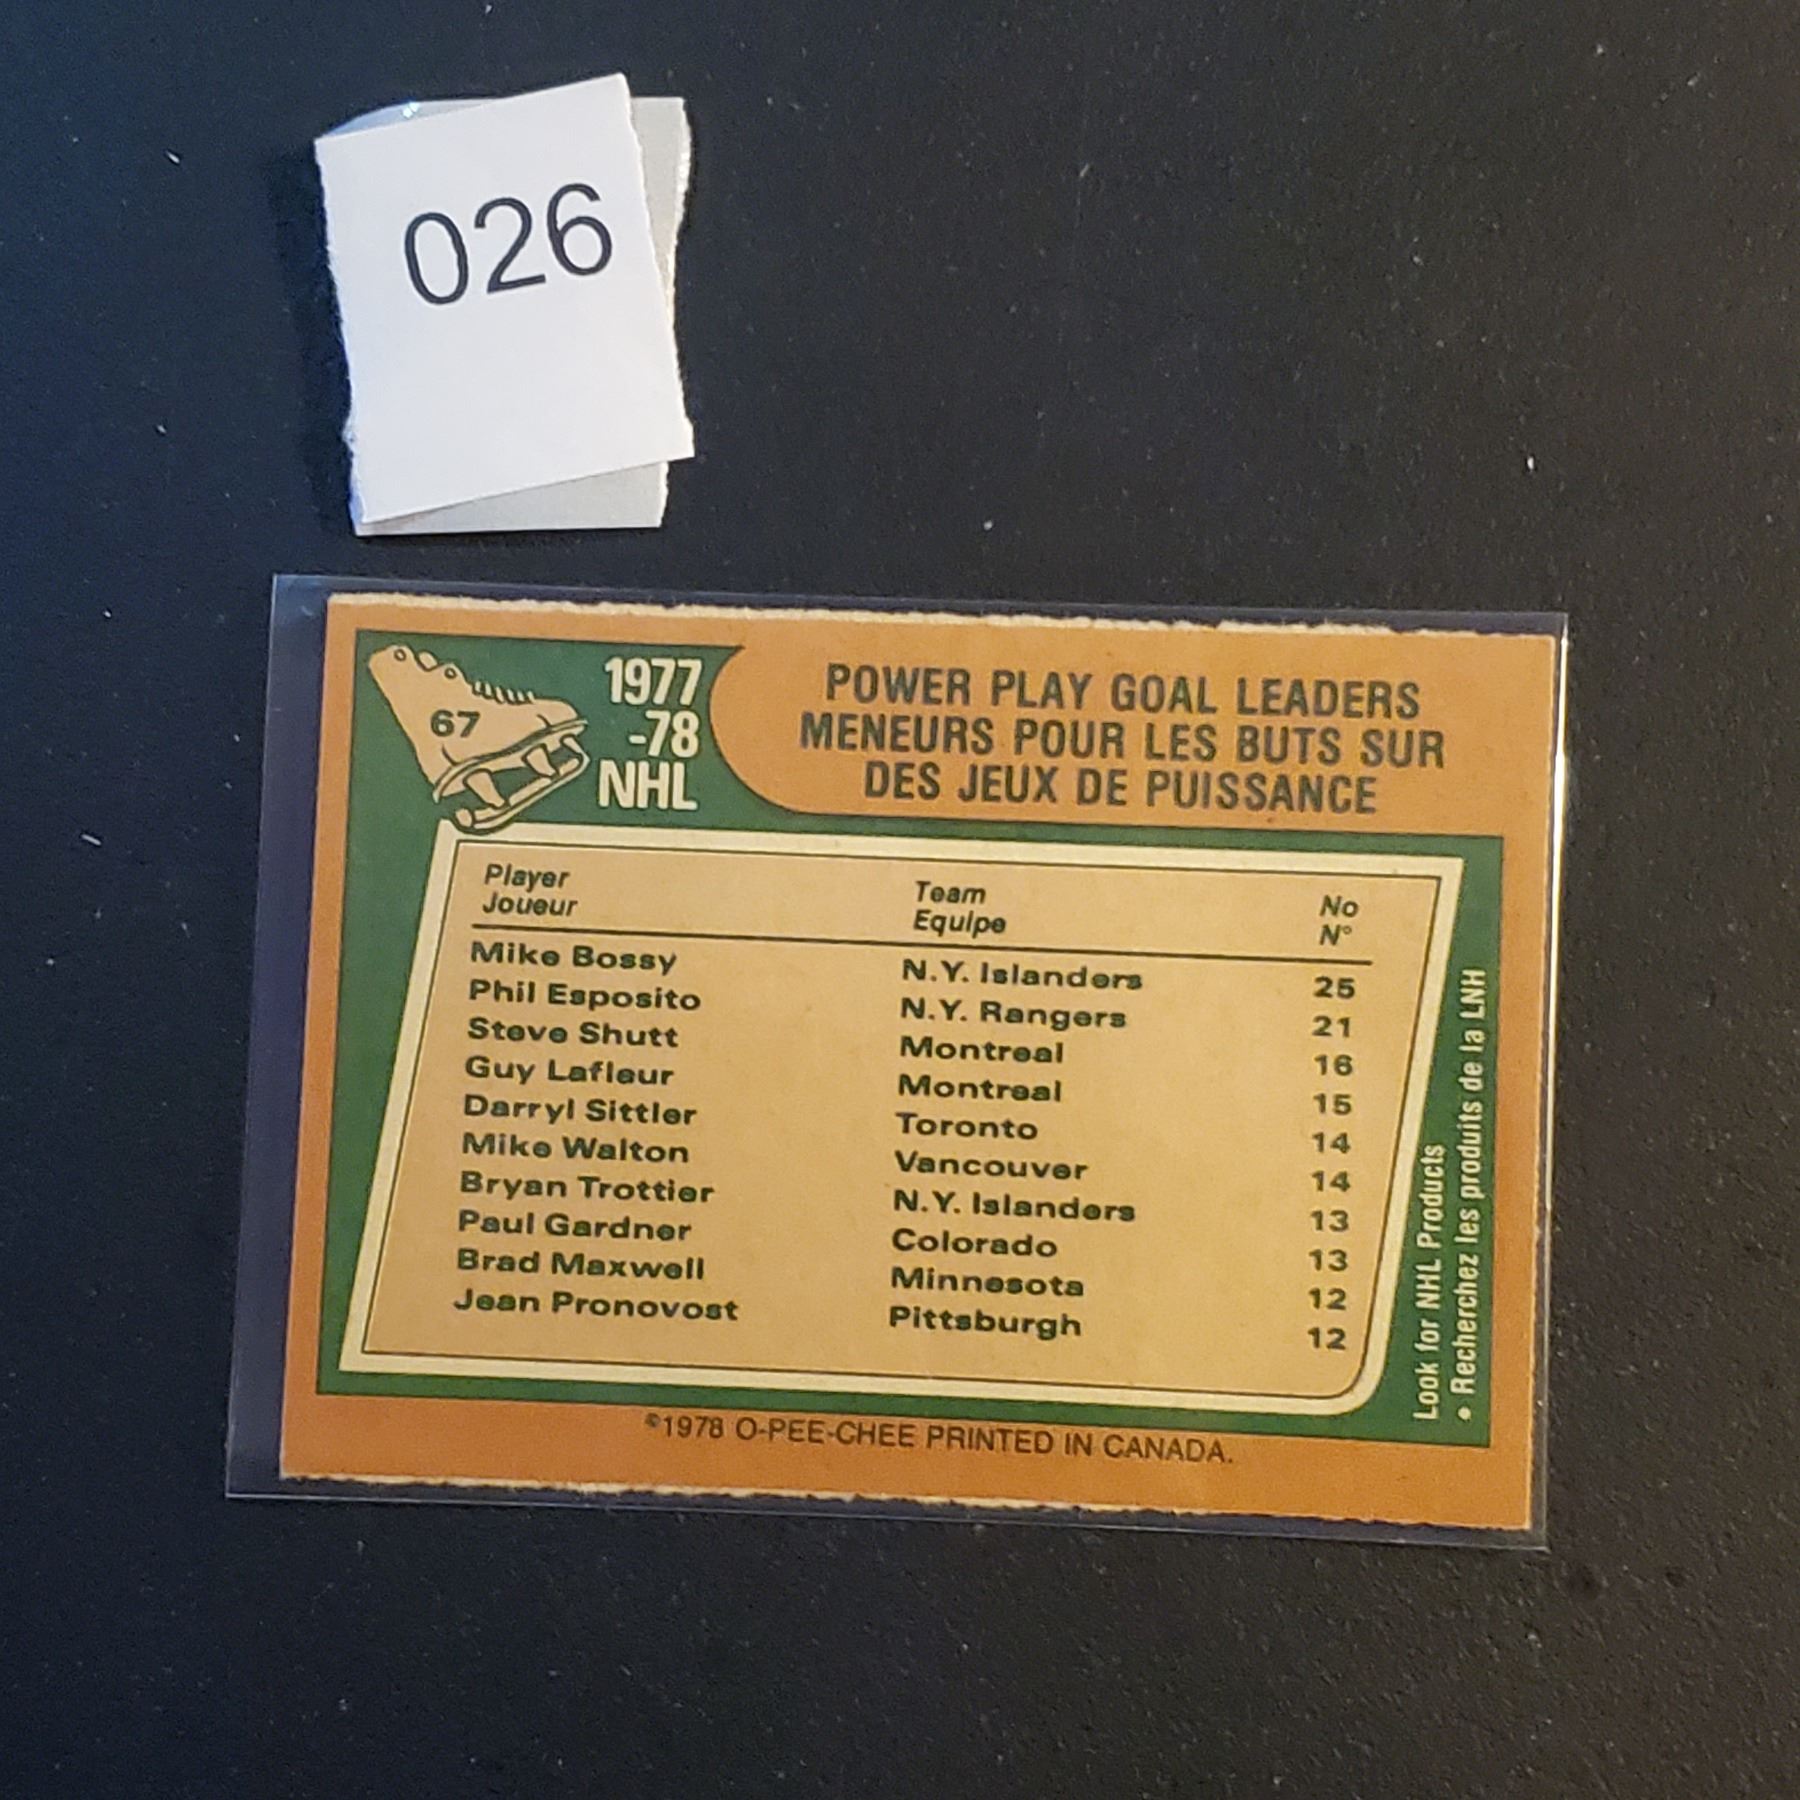 026
67
1977
-78
NHL
POWER PLAY GOAL LEADERS
MENEURS POUR LES BUTS SUR
DES JEUX DE PUISSANCE
Player Team No
Joueur Equipe N°
Mike Bossy N.Y. Islanders 25
Phil Esposito N.Y. Rangers 21
Steve Shutt Montreal 16
Guy Lafleur Montreal 15
Darryl Sittler Toronto 14
Mike Walton Vancouver 14
Bryan Trottier N.Y. Islanders 13
Paul Gardner Colorado 13
Brad Maxwell Minnesota 12
Jean Pronovost Pittsburgh 12
Look for NHL Products
• Recherchez les produits de la LNH
©1978 O-PEE-CHEE PRINTED IN CANADA.